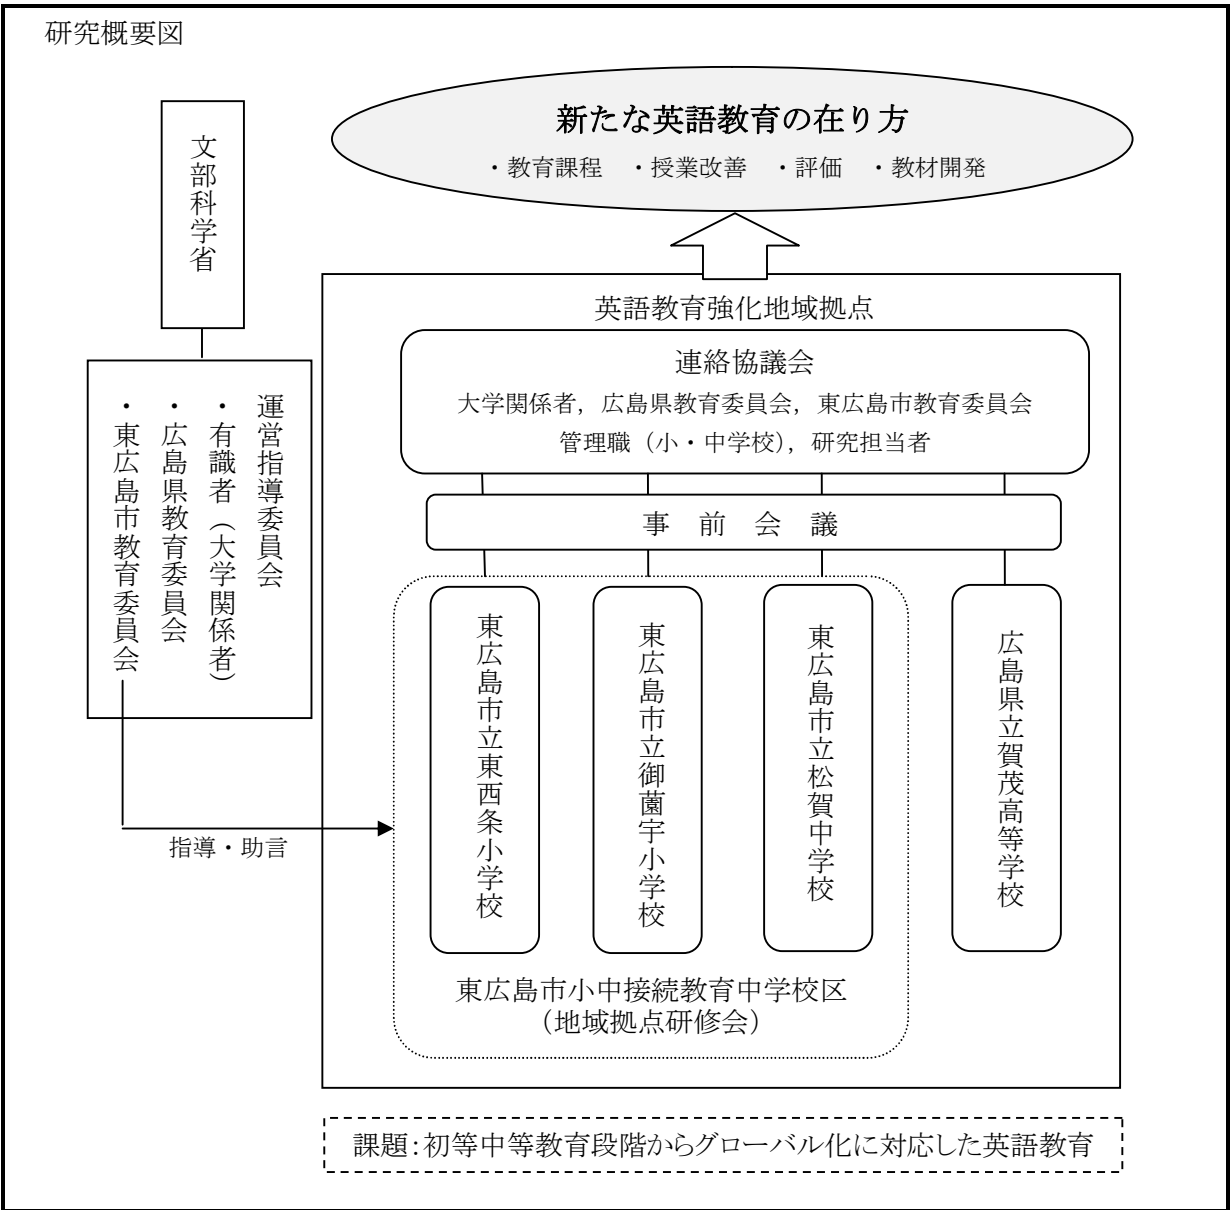 研究概要図
新たな英語教育の在り方
・教育課程　・授業改善　・評価　・教材開発
文部科学省
運営指導委員会
・有識者（大学関係者）
・広島県教育委員会
・東広島市教育委員会
指導・助言
英語教育強化地域拠点
連絡協議会
大学関係者，広島県教育委員会，東広島市教育委員会
管理職（小・中学校），研究担当者
事　前　会　議
東広島市立東西条小学校
東広島市立御薗宇小学校
東広島市立松賀中学校
広島県立賀茂高等学校
東広島市小中接続教育中学校区
（地域拠点研修会）
課題：初等中等教育段階からグローバル化に対応した英語教育